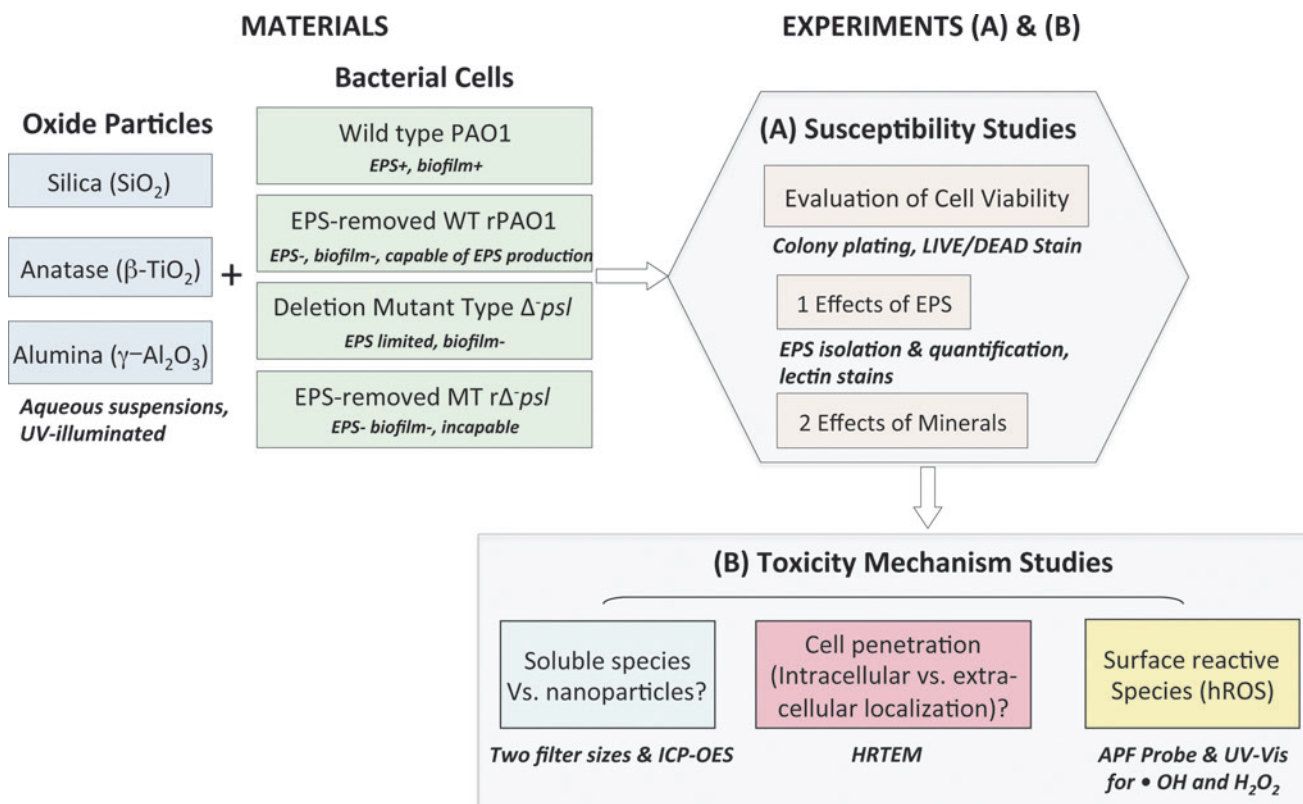 MATERIALS
EXPERIMENTS (A) & (B)
Oxide Particles
Silica (SiO₂)
Anatase (β-TiO₂)
Alumina (γ−Al₂O₃)
Aqueous suspensions,
UV-illuminated
+
Bacterial Cells
Wild type PAO1
EPS+, biofilm+
EPS-removed WT rPAO1
EPS-, biofilm-, capable of EPS production
Deletion Mutant Type Δ⁻psl
EPS limited, biofilm-
EPS-removed MT rΔ⁻psl
EPS- biofilm-, incapable
(A) Susceptibility Studies
Evaluation of Cell Viability
Colony plating, LIVE/DEAD Stain
1 Effects of EPS
EPS isolation & quantification,
lectin stains
2 Effects of Minerals
(B) Toxicity Mechanism Studies
Soluble species
Vs. nanoparticles?
Two filter sizes & ICP-OES
Cell penetration
(Intracellular vs. extra-
cellular localization)?
HRTEM
Surface reactive
Species (hROS)
APF Probe & UV-Vis
for • OH and H₂O₂